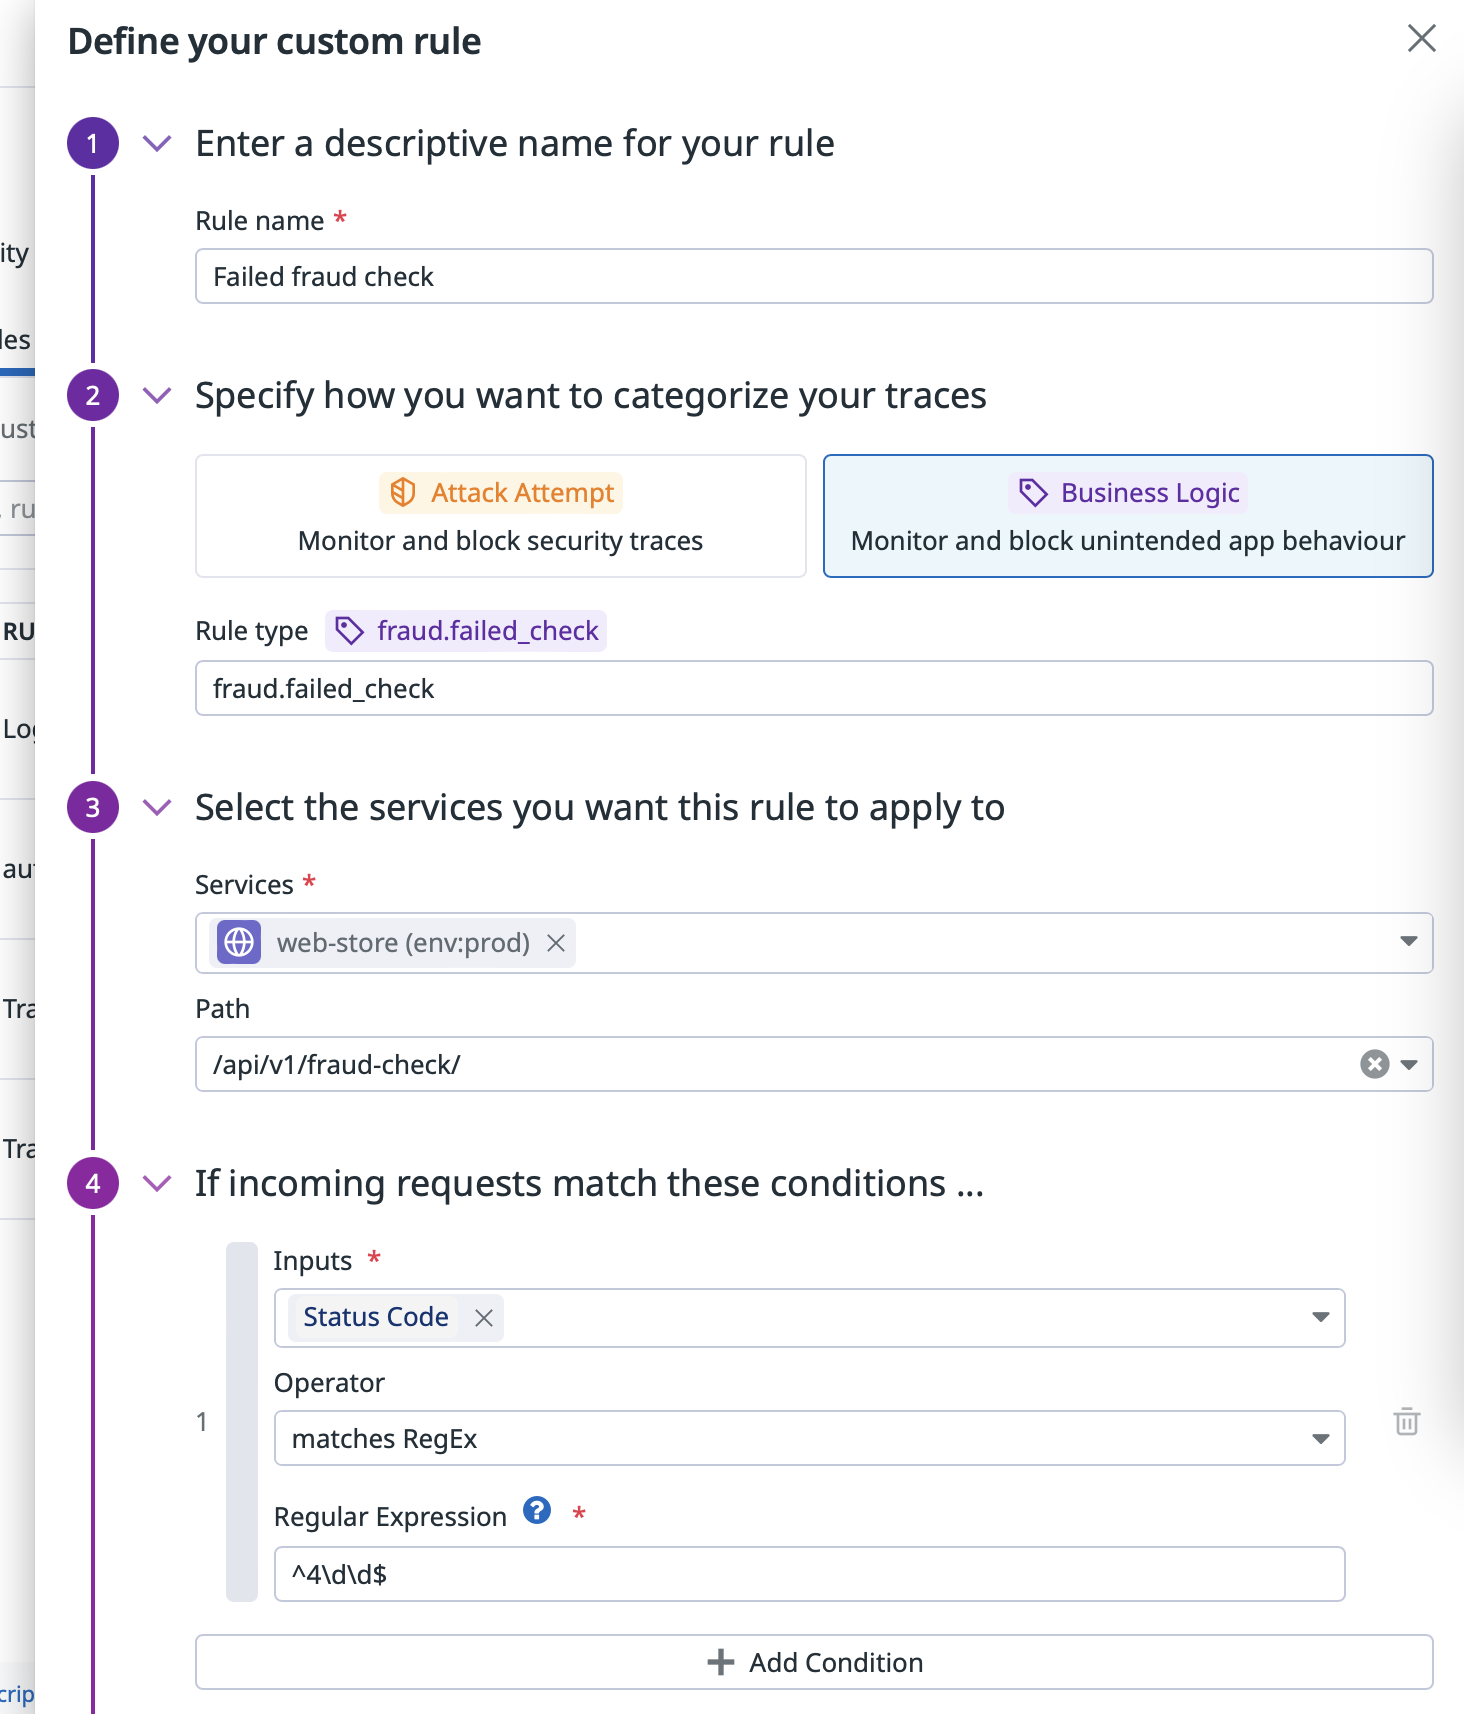 Define your custom rule
1 Enter a descriptive name for your rule
Rule name *
ity
Failed fraud check
les
2 Specify how you want to categorize your traces
ust
Attack Attempt
Monitor and block security traces
Business Logic
Monitor and block unintended app behaviour
. ru
RU
Rule type fraud.failed_check
fraud.failed_check
Log
3 Select the services you want this rule to apply to
Services *
web-store (env:prod)
Path
Tra
/api/v1/fraud-check/
Tra
4 If incoming requests match these conditions ...
Inputs *
Status Code
Operator
1
matches RegEx
Regular Expression ? *
^4\d\d$
Add Condition
crip